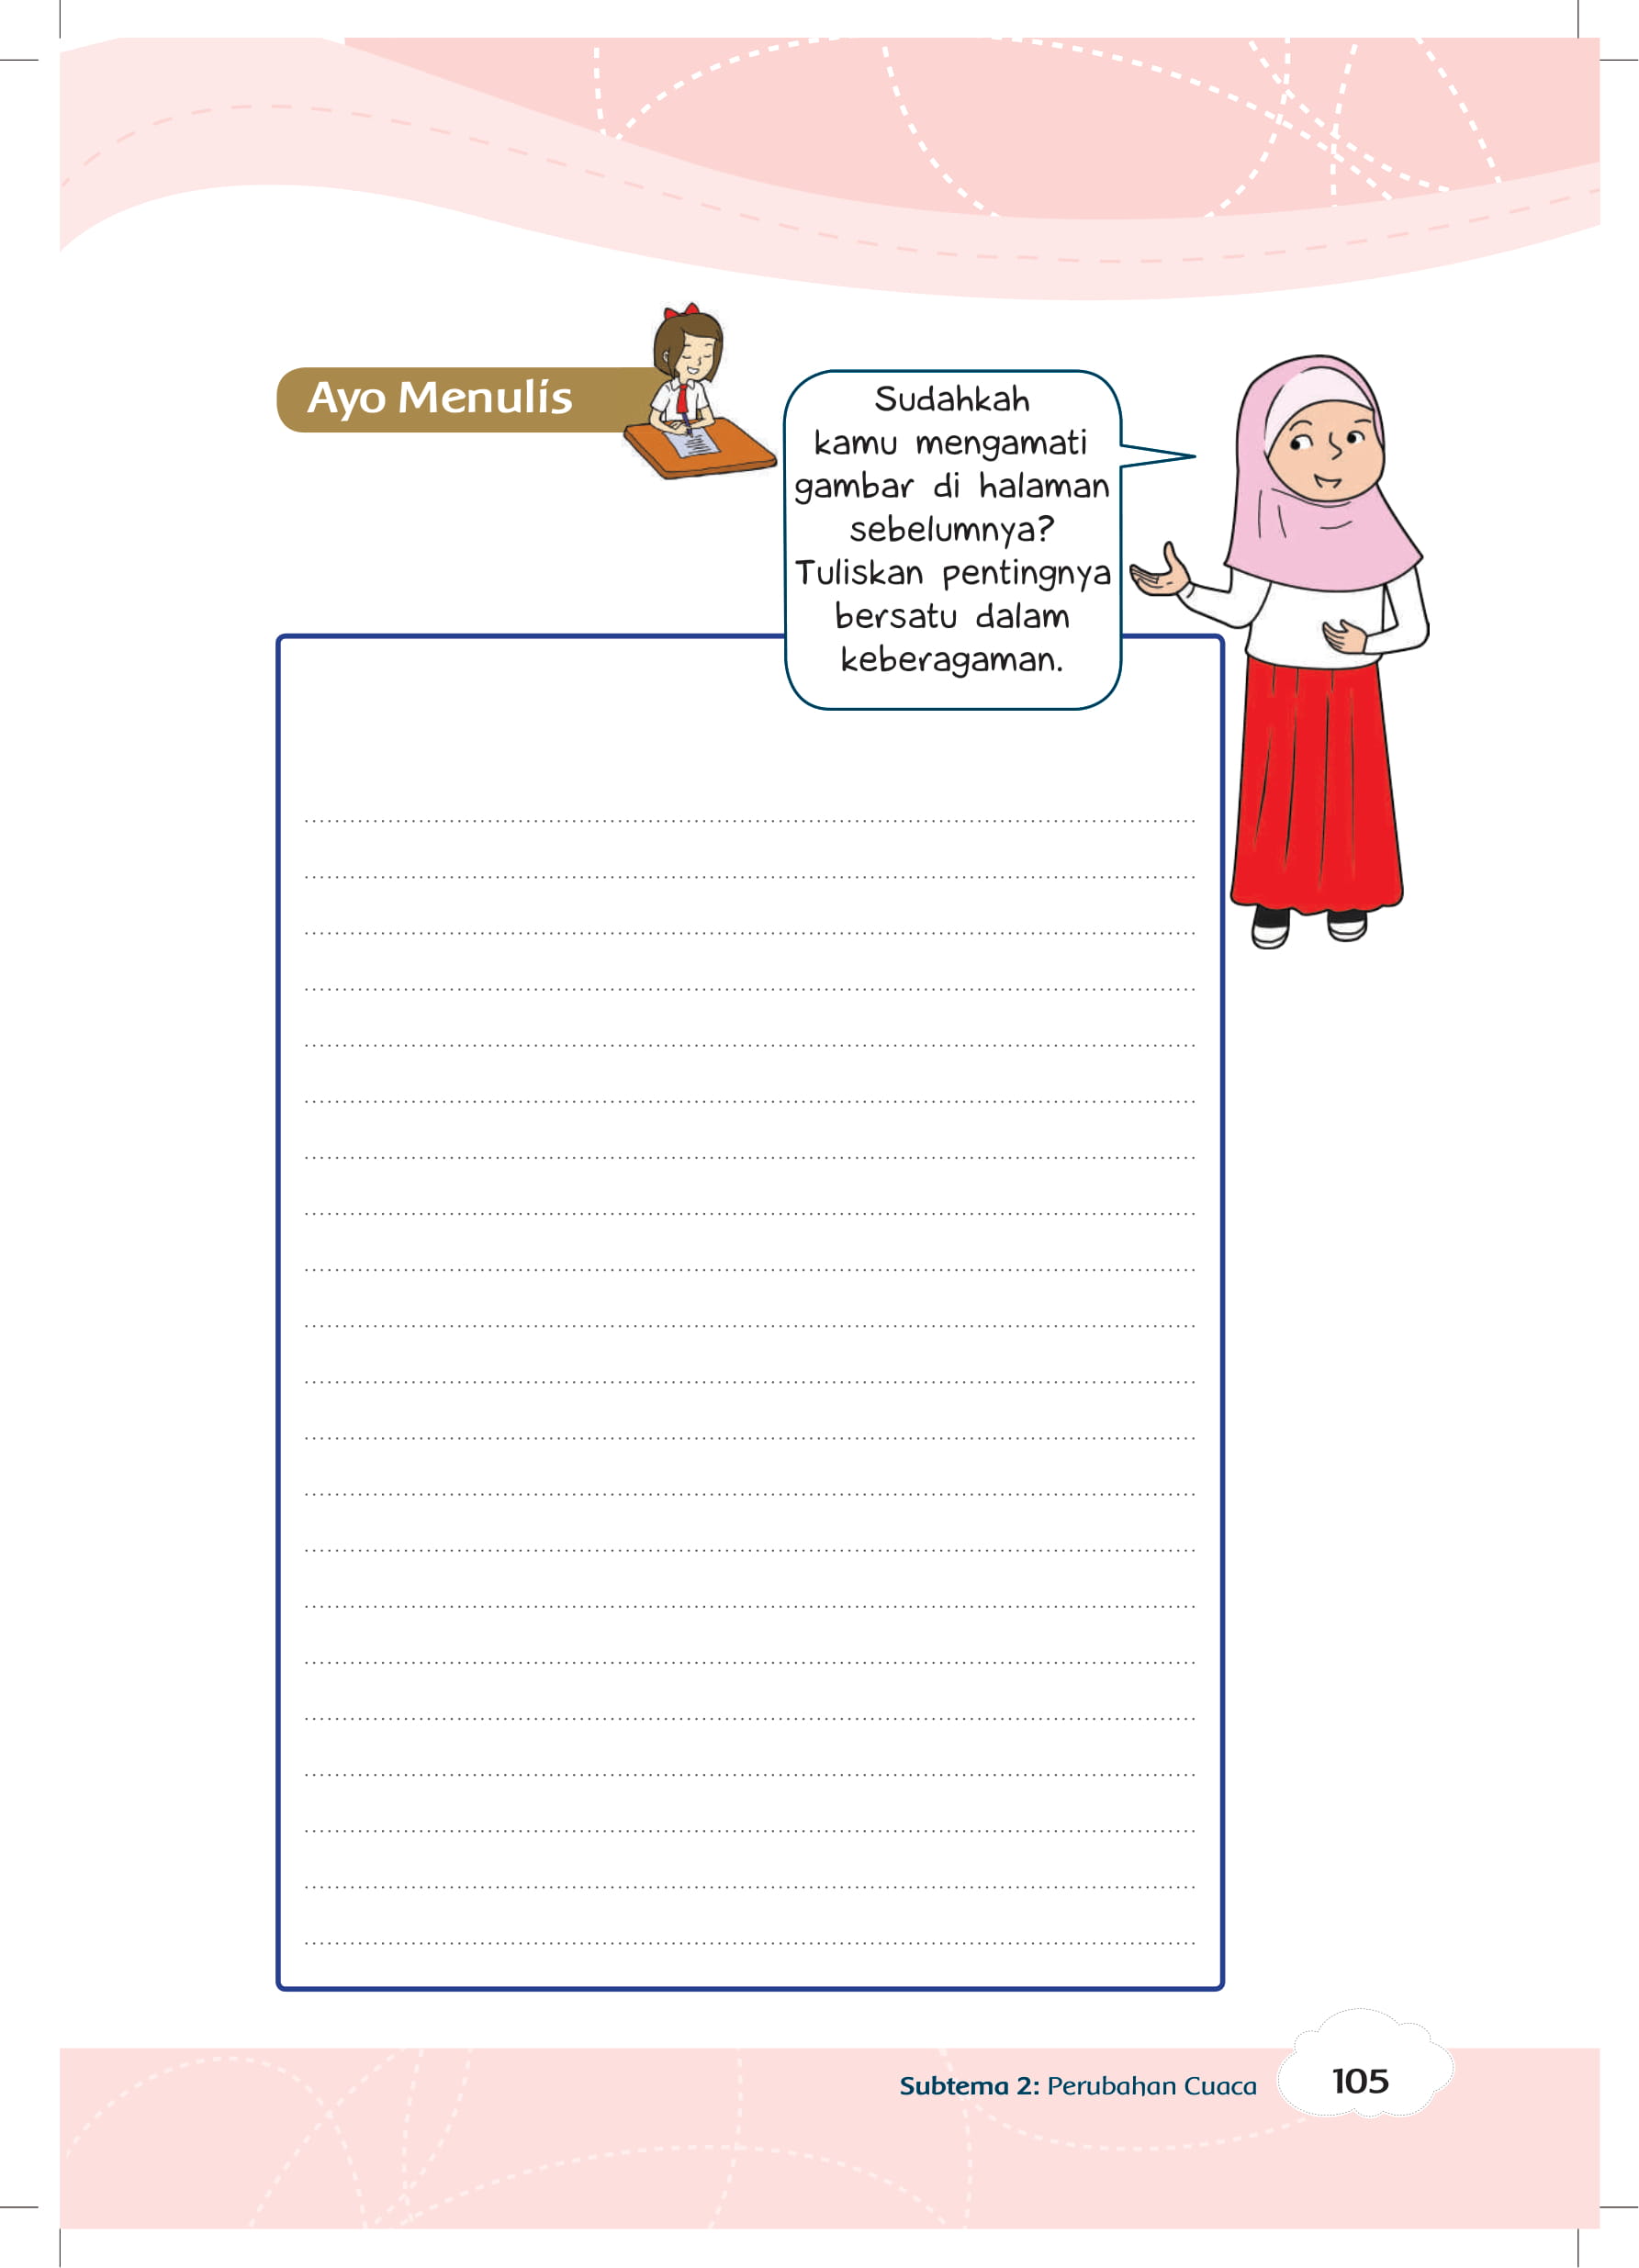 Ayo Menulis
Sudahkah
kamu mengamati
gambar di halaman
sebelumnya?
Tuliskan pentingnya
bersatu dalam
keberagaman.
Subtema 2: Perubahan Cuaca
105